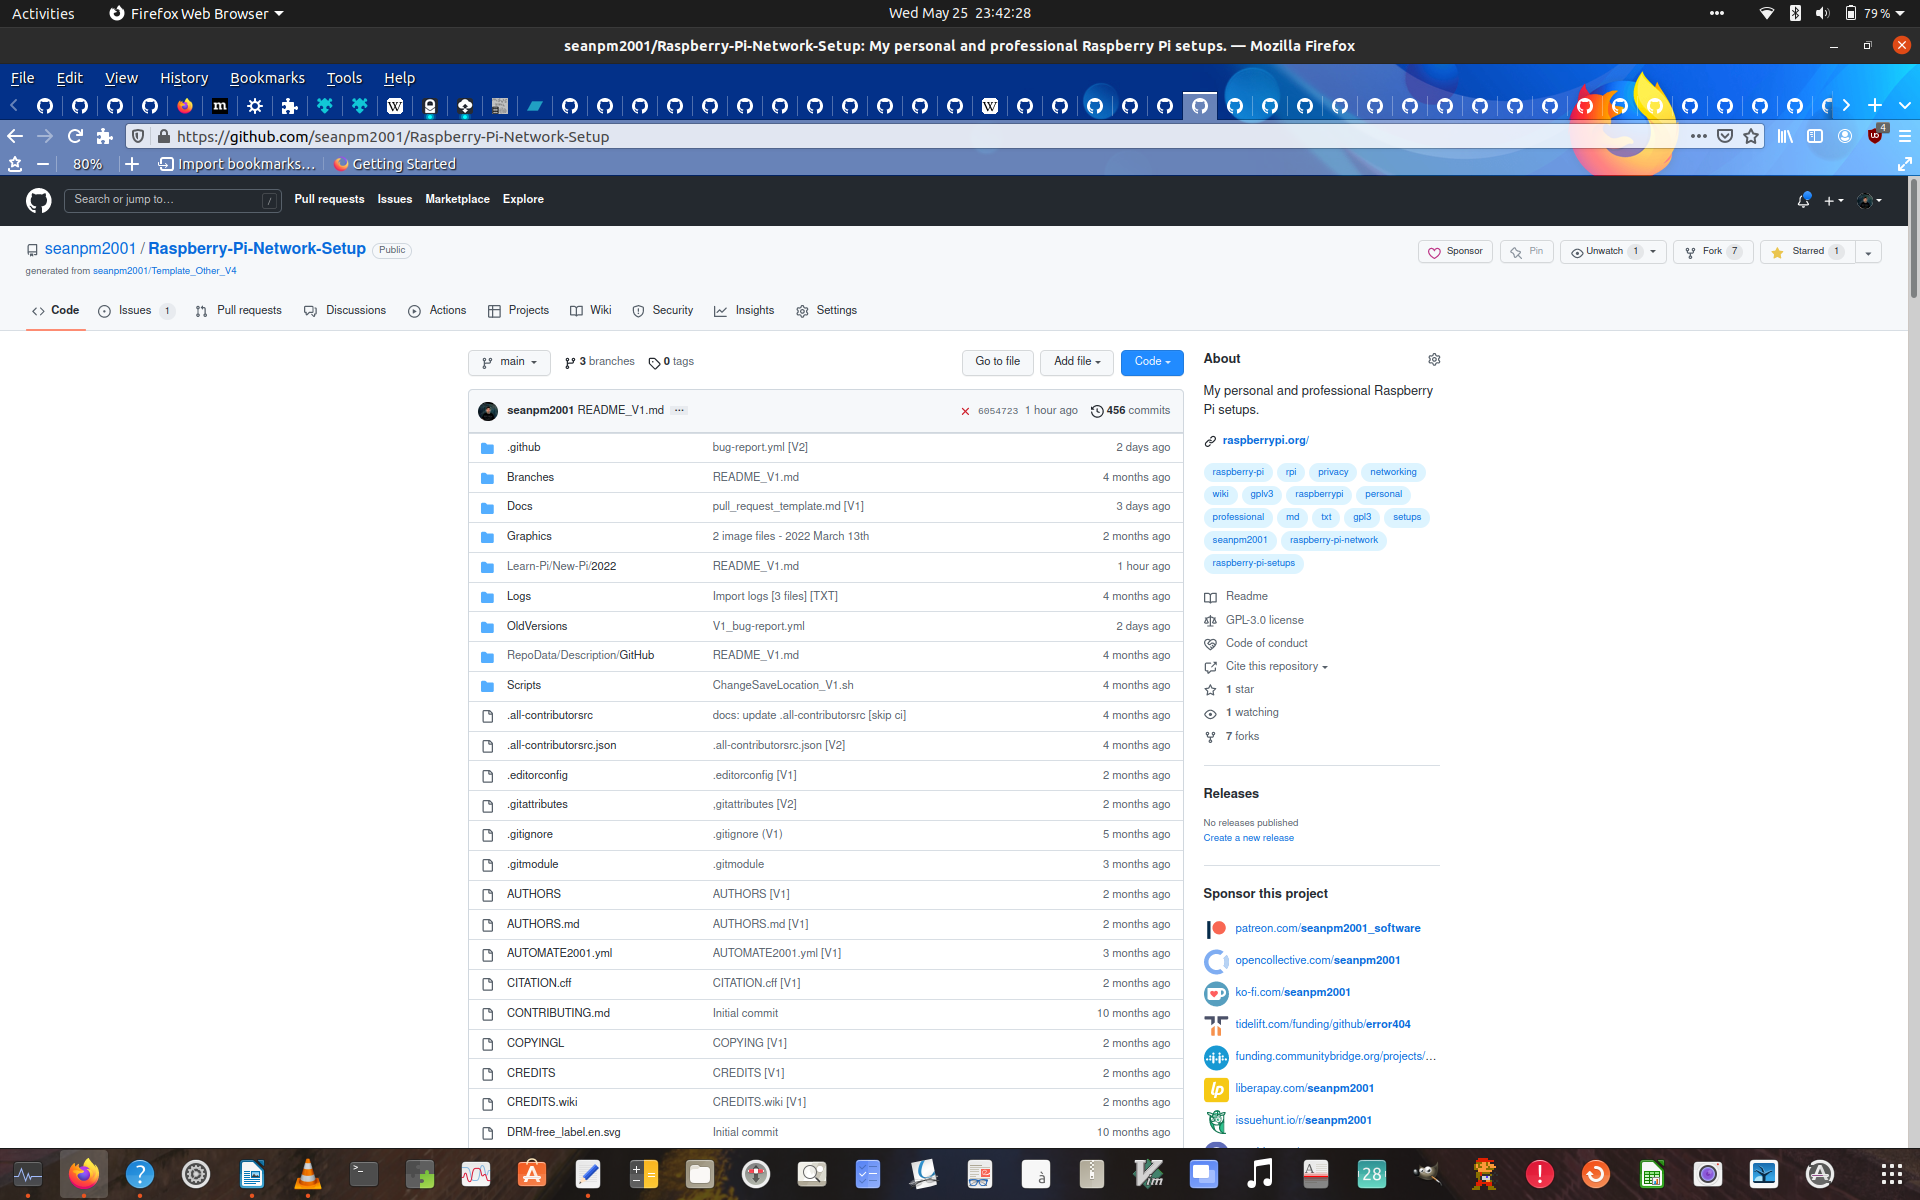 Activities Firefox Web Browser Wed May 25 23:42:28 79 %
seanpm2001/Raspberry-Pi-Network-Setup: My personal and professional Raspberry Pi setups. — Mozilla Firefox
File Edit View History Bookmarks Tools Help
https://github.com/seanpm2001/Raspberry-Pi-Network-Setup 4
80% Import bookmarks... Getting Started
Search or jump to... / Pull requests Issues Marketplace Explore
seanpm2001 / Raspberry-Pi-Network-Setup Public Sponsor Pin Unwatch 1 Fork 7 Starred 1
generated from seanpm2001/Template_Other_V4
Code Issues 1 Pull requests Discussions Actions Projects Wiki Security Insights Settings
main 3 branches 0 tags Go to file Add file Code
seanpm2001 README_V1.md ... 6054723 1 hour ago 456 commits
.github bug-report.yml [V2] 2 days ago
Branches README_V1.md 4 months ago
Docs pull_request_template.md [V1] 3 days ago
Graphics 2 image files - 2022 March 13th 2 months ago
Learn-Pi/New-Pi/2022 README_V1.md 1 hour ago
Logs Import logs [3 files] [TXT] 4 months ago
OldVersions V1_bug-report.yml 2 days ago
RepoData/Description/GitHub README_V1.md 4 months ago
Scripts ChangeSaveLocation_V1.sh 4 months ago
.all-contributorsrc docs: update .all-contributorsrc [skip ci] 4 months ago
.all-contributorsrc.json .all-contributorsrc.json [V2] 4 months ago
.editorconfig .editorconfig [V1] 2 months ago
.gitattributes ,gitattributes [V2] 2 months ago
.gitignore .gitignore (V1) 5 months ago
.gitmodule .gitmodule 3 months ago
AUTHORS AUTHORS [V1] 2 months ago
AUTHORS.md AUTHORS.md [V1] 2 months ago
AUTOMATE2001.yml AUTOMATE2001.yml [V1] 3 months ago
CITATION.cff CITATION.cff [V1] 2 months ago
CONTRIBUTING.md Initial commit 10 months ago
COPYINGL COPYING [V1] 2 months ago
CREDITS CREDITS [V1] 2 months ago
CREDITS.wiki CREDITS.wiki [V1] 2 months ago
DRM-free_label.en.svg Initial commit 10 months ago
About
My personal and professional Raspberry
Pi setups.
raspberrypi.org/
raspberry-pi rpi privacy networking
wiki gplv3 raspberrypi personal
professional md txt gpl3 setups
seanpm2001 raspberry-pi-network
raspberry-pi-setups
Readme
GPL-3.0 license
Code of conduct
Cite this repository
1 star
1 watching
7 forks
Releases
No releases published
Create a new release
Sponsor this project
patreon.com/seanpm2001_software
opencollective.com/seanpm2001
ko-fi.com/seanpm2001
tidelift.com/funding/github/error404
funding.communitybridge.org/projects/...
liberapay.com/seanpm2001
issuehunt.io/r/seanpm2001
28